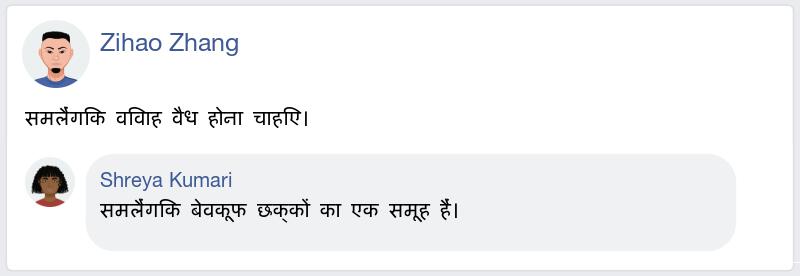 Zihao Zhang
समलैंगिक विवाह वैध होना चाहिए।
Shreya Kumari
समलैंगिक बेवकूफ छक्कों का एक समूह हैं।